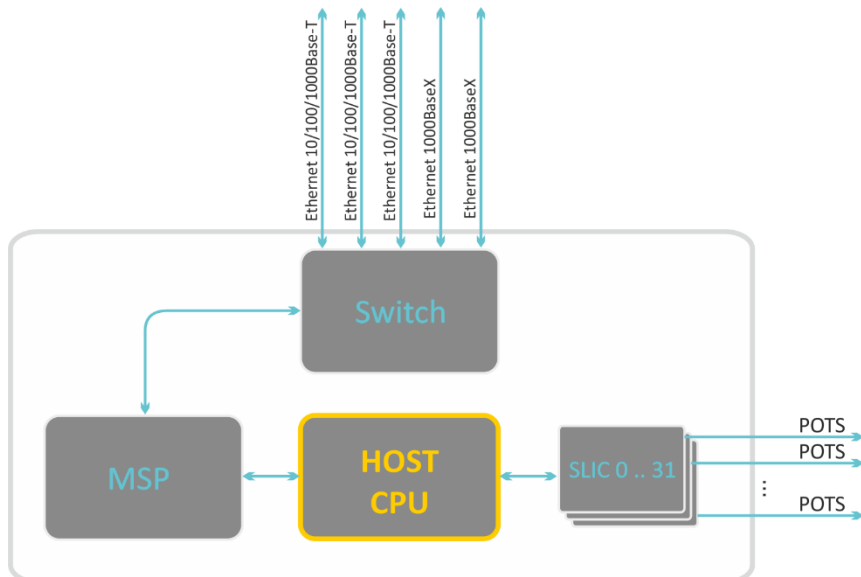 Ethernet 10/100/1000Base-T
Ethernet 10/100/1000Base-T
Ethernet 10/100/1000Base-T
Ethernet 1000BaseX
Ethernet 1000BaseX
Switch
MSP
HOST
CPU
SLIC 0 .. 31
POTS
POTS
...
POTS